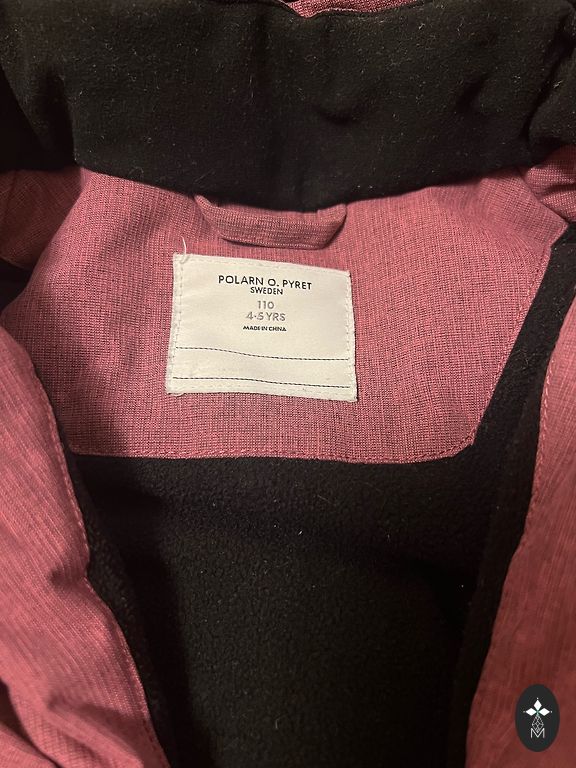 POLARN O. PYRET
SWEDEN
110
4-5 YRS
MADE IN CHINA
M